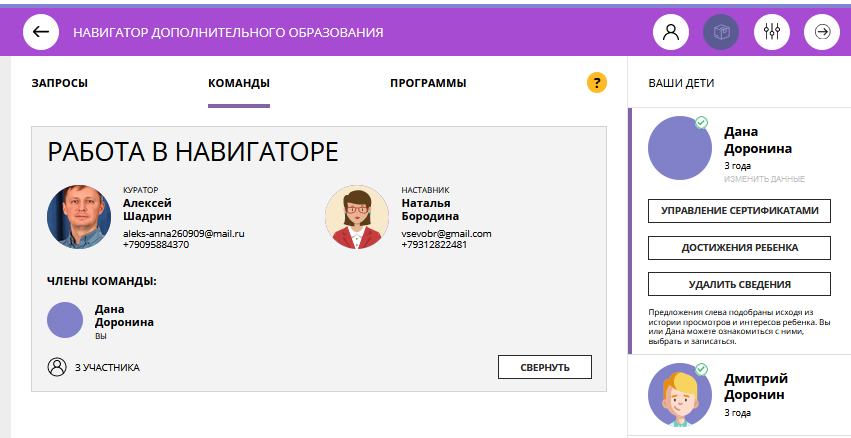 НАВИГАТОР ДОПОЛНИТЕЛЬНОГО ОБРАЗОВАНИЯ
ЗАПРОСЫ
КОМАНДЫ
ПРОГРАММЫ
?
РАБОТА В НАВИГАТОРЕ
КУРАТОР
Алексей
Шадрин
aleks-anna260909@mail.ru
+79095884370
НАСТАВНИК
Наталья
Бородина
vsevobr@gmail.com
+79312822481
ЧЛЕНЫ КОМАНДЫ:
Дана
Доронина
ВЫ
3 УЧАСТНИКА
СВЕРНУТЬ
ВАШИ ДЕТИ
Дана
Доронина
3 года
ИЗМЕНИТЬ ДАННЫЕ
УПРАВЛЕНИЕ СЕРТИФИКАТАМИ
ДОСТИЖЕНИЯ РЕБЕНКА
УДАЛИТЬ СВЕДЕНИЯ
Предложения слева подобраны исходя из
истории просмотров и интересов ребенка. Вы
или Дана можете ознакомиться с ними,
выбрать и записаться.
Дмитрий
Доронин
3 года